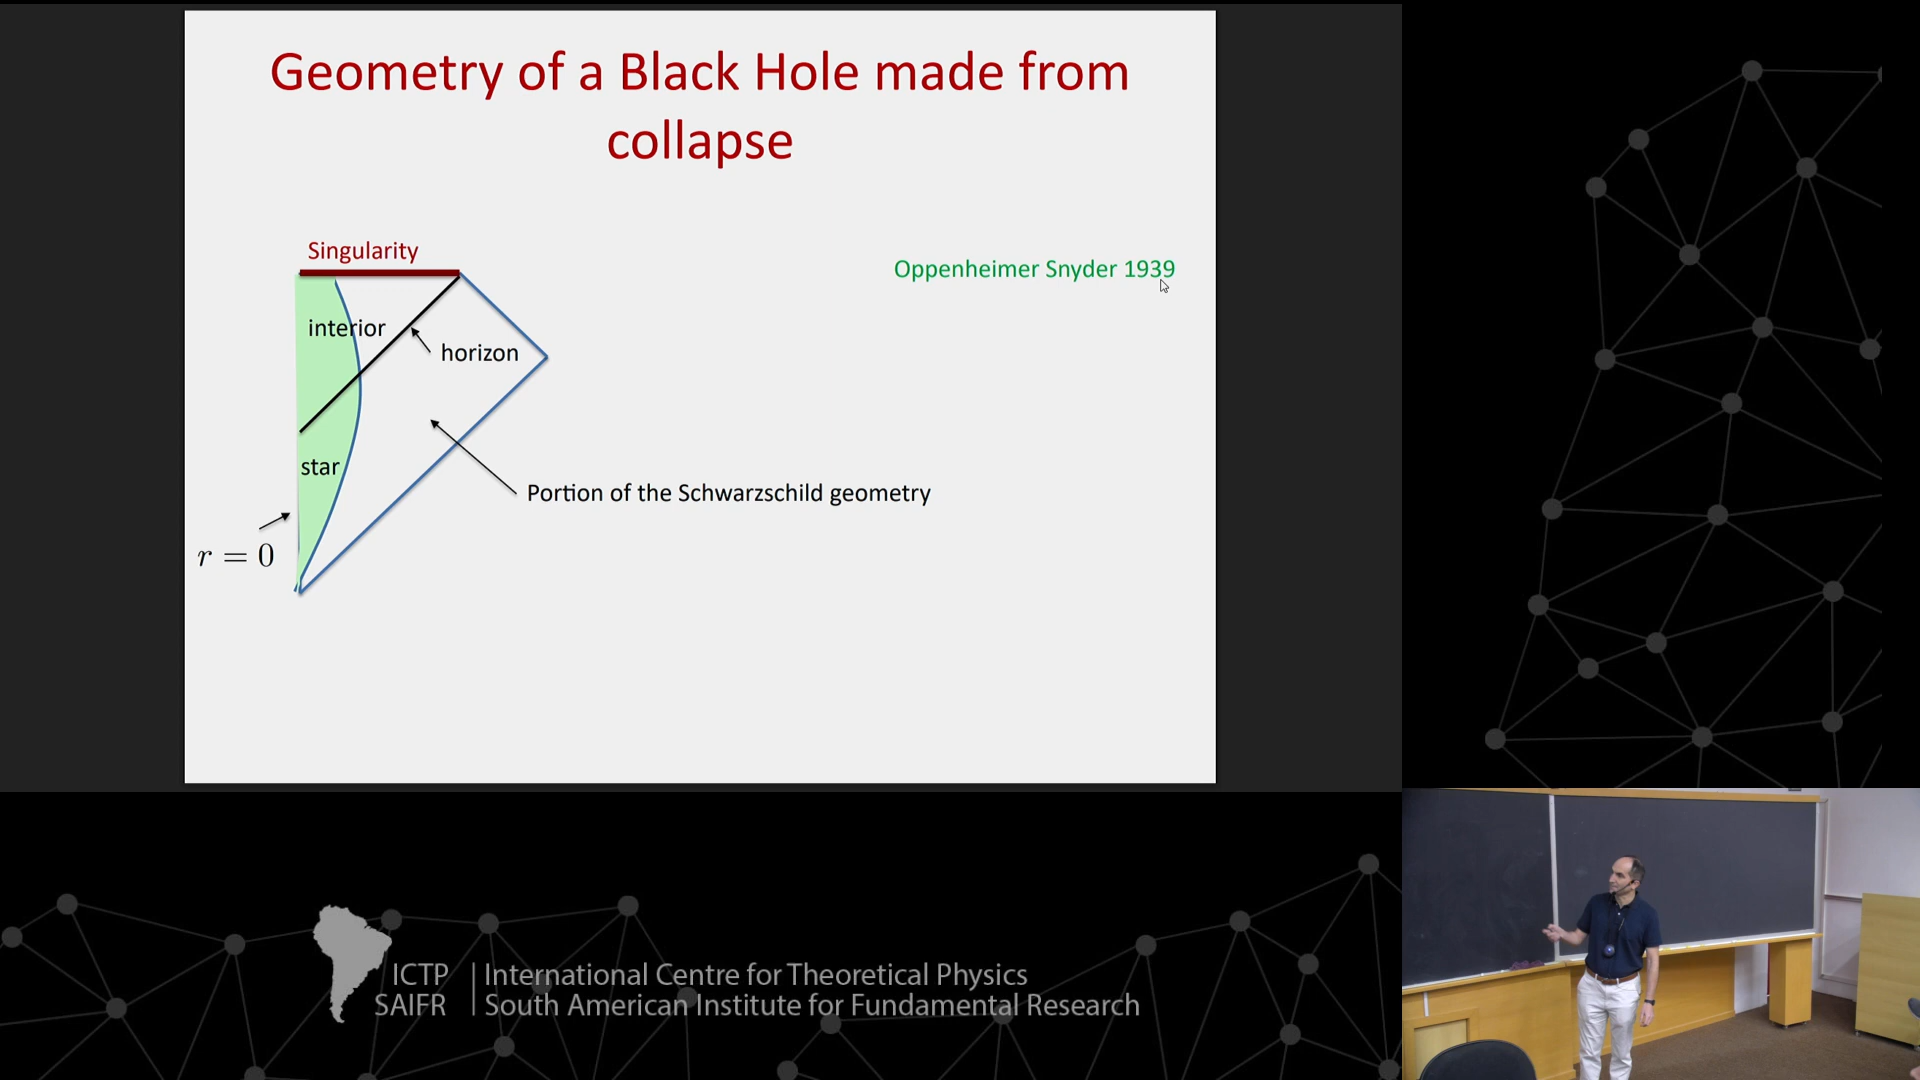 Geometry of a Black Hole made from
collapse
Singularity
Oppenheimer Snyder 1939
interior
horizon
star
Portion of the Schwarzschild geometry
r = 0
ICTP
SAIFR
International Centre for Theoretical Physics
South American Institute for Fundamental Research